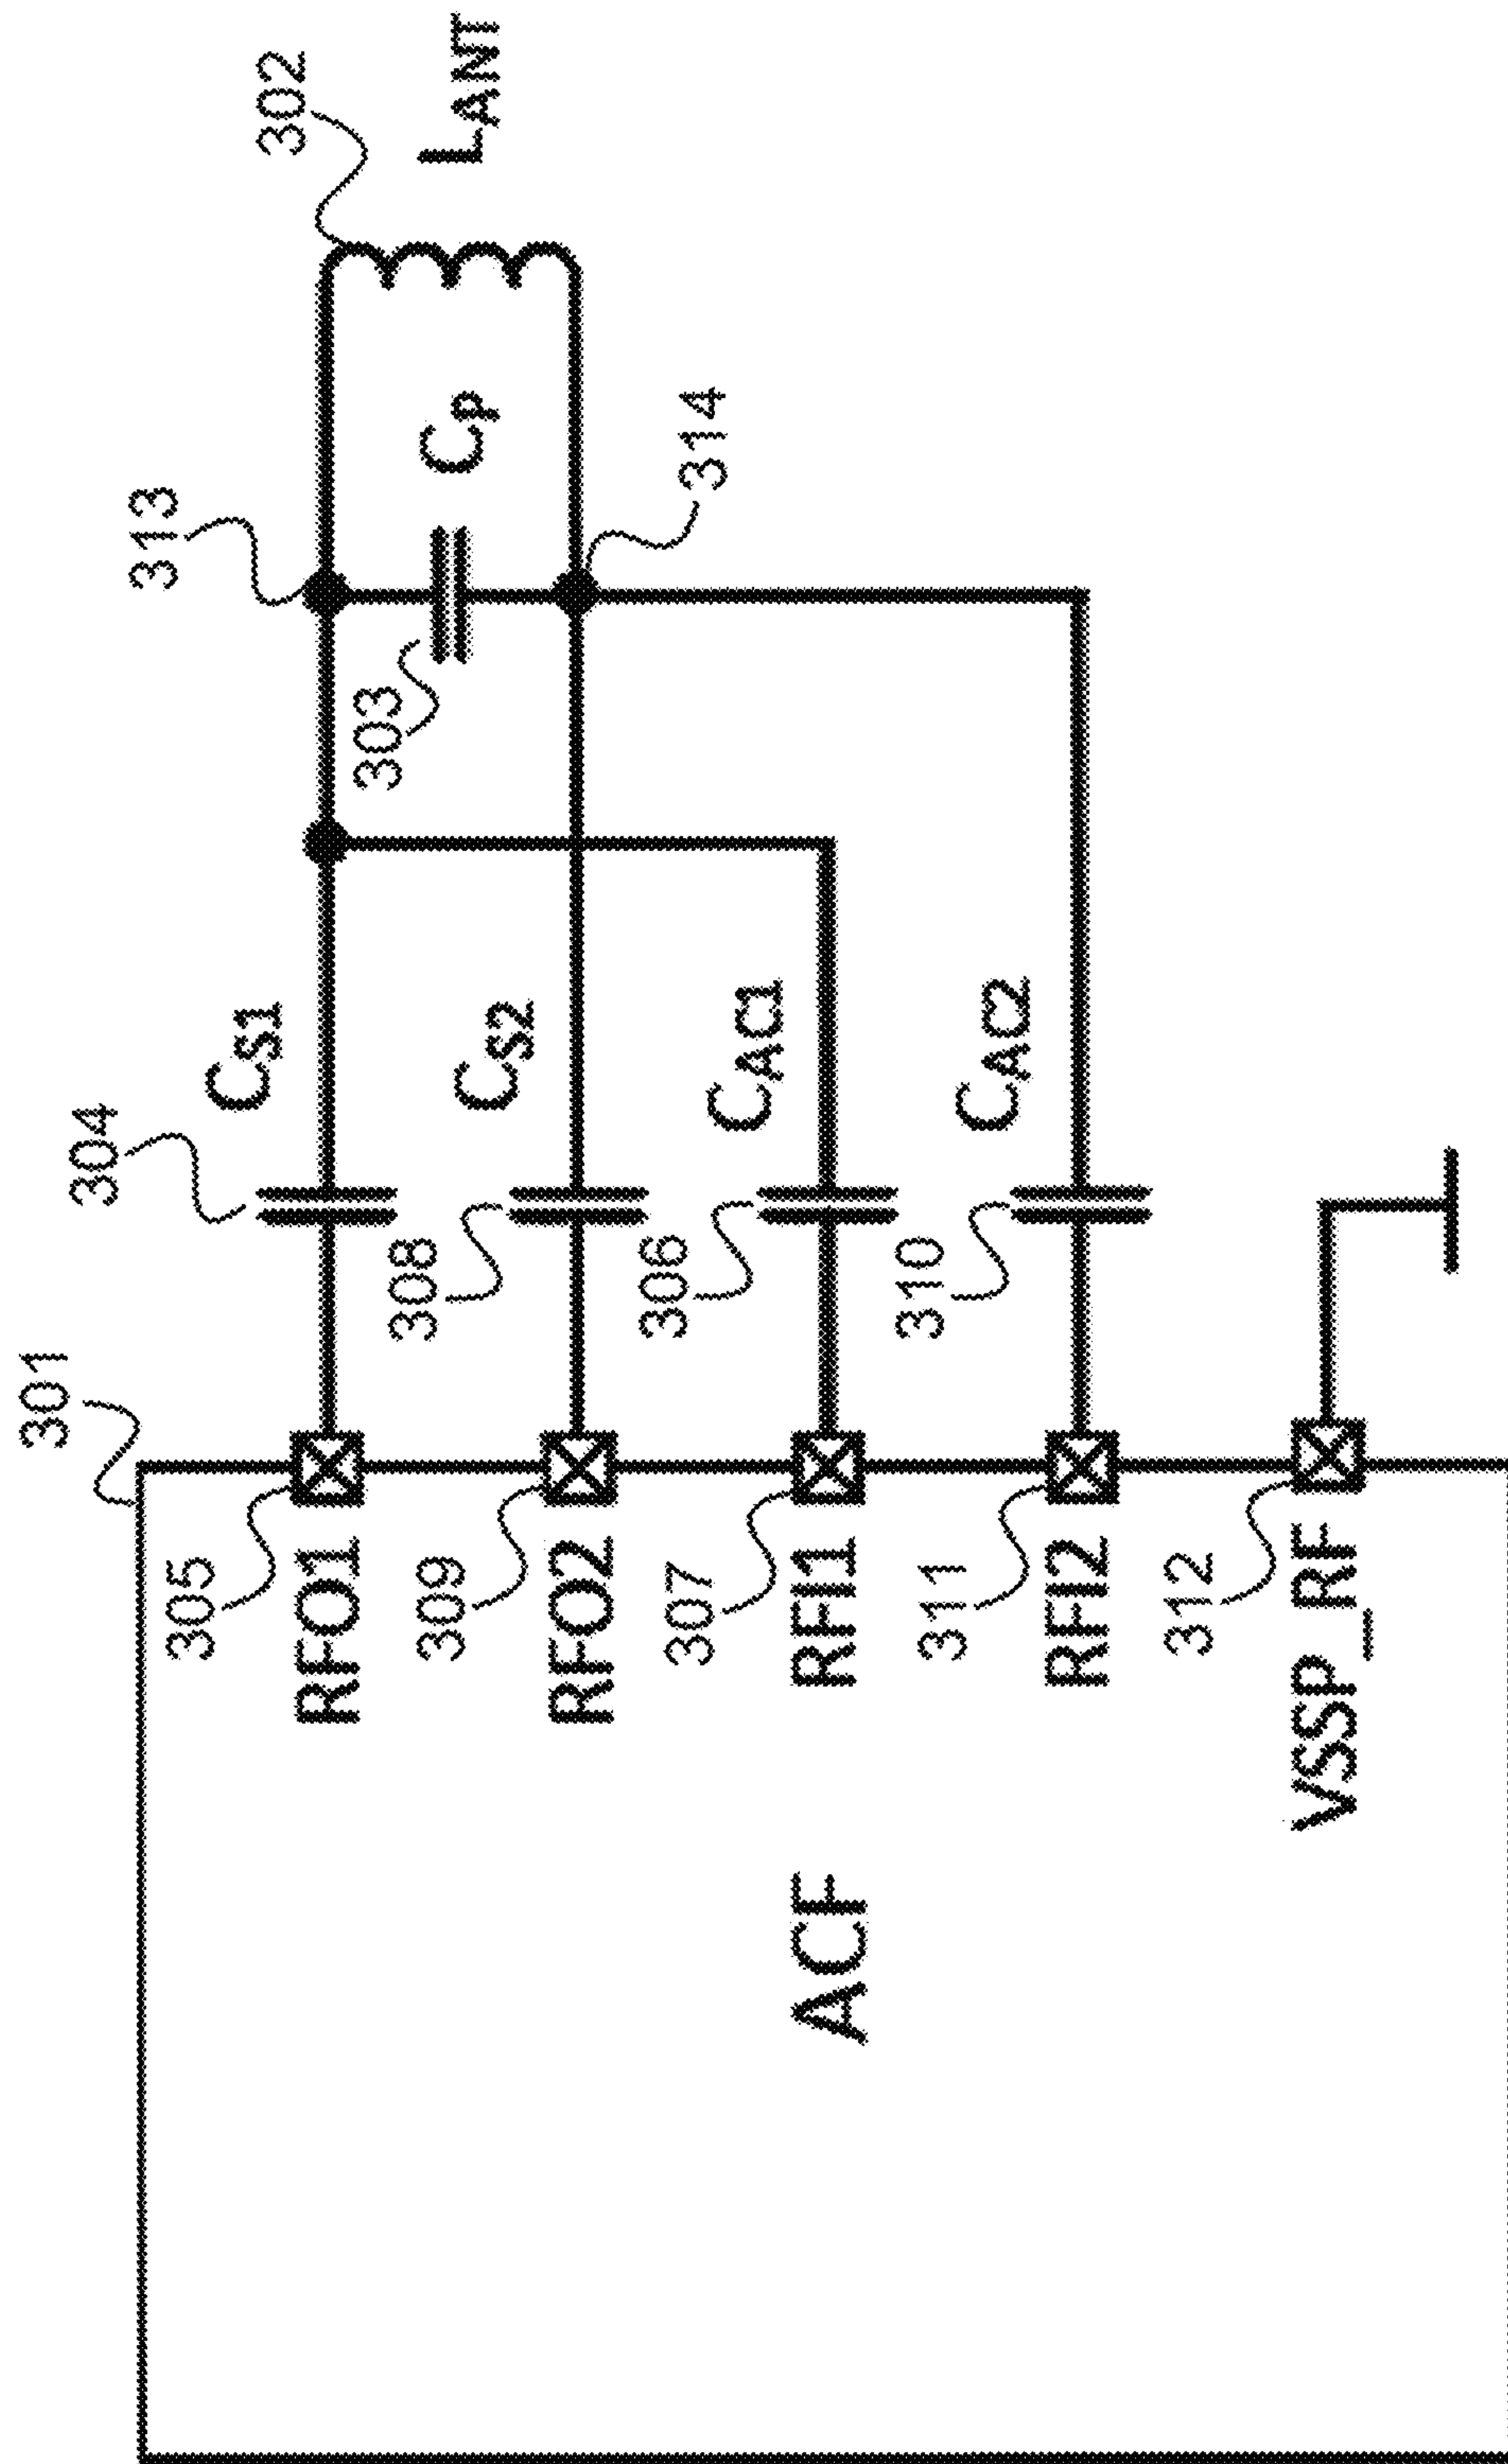 301
304
313
302
305
RFO1
CS1
LANT
309
RFO2
308
CS2
303
CP
307
RFI1
306
CAC1
314
ACF
311
RFI2
310
CAC2
312
VSSP_RF